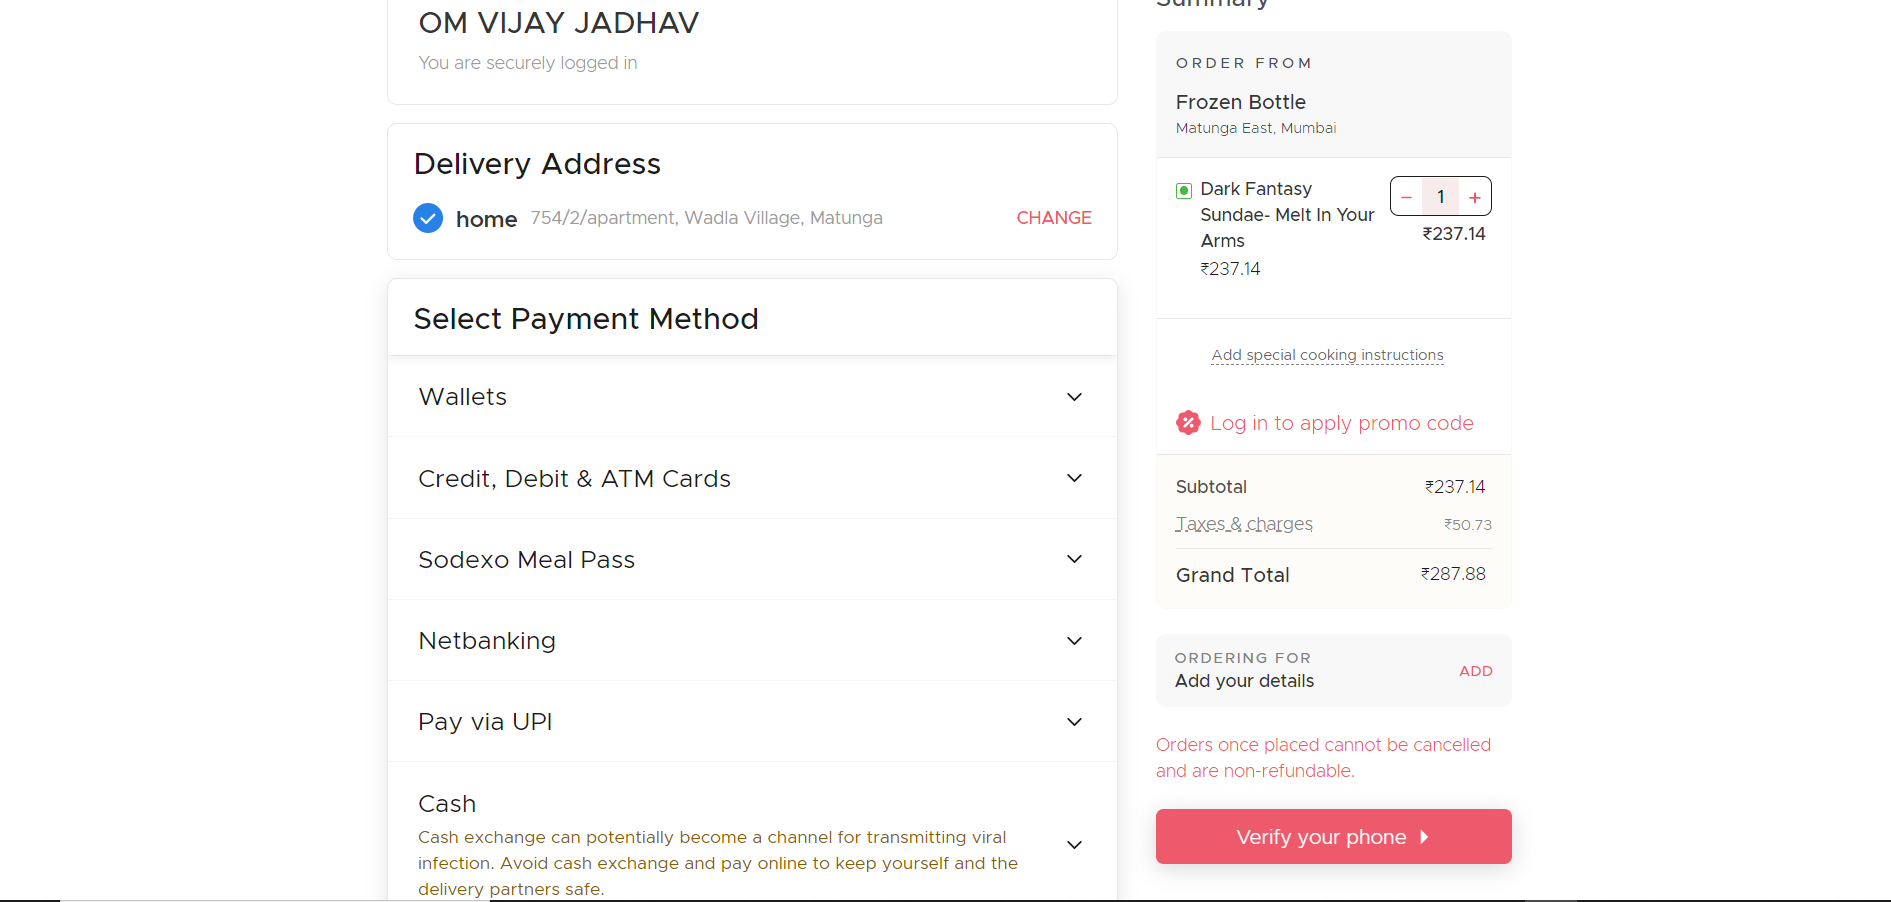 OM VIJAY JADHAV
You are securely logged in
Delivery Address
home 754/2/apartment, Wadla Village, Matunga CHANGE
Select Payment Method
Wallets
Credit, Debit & ATM Cards
Sodexo Meal Pass
Netbanking
Pay via UPI
Cash
Cash exchange can potentially become a channel for transmitting viral
infection. Avoid cash exchange and pay online to keep yourself and the
delivery partners safe.
Summary
ORDER FROM
Frozen Bottle
Matunga East, Mumbai
Dark Fantasy
Sundae- Melt In Your
Arms
₹237.14
− 1 +
₹237.14
Add special cooking instructions
Log in to apply promo code
Subtotal ₹237.14
Taxes & charges ₹50.73
Grand Total ₹287.88
ORDERING FOR
Add your details
ADD
Orders once placed cannot be cancelled
and are non-refundable.
Verify your phone